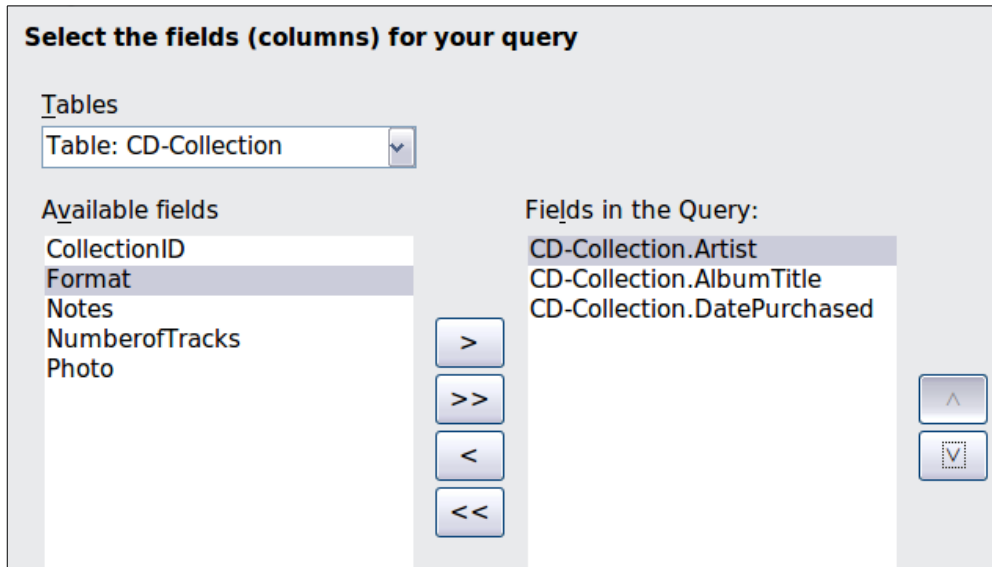 Select the fields (columns) for your query
Tables
Table: CD-Collection
Available fields
CollectionID
Format
Notes
NumberofTracks
Photo
>
>>
<
<<
Fields in the Query:
CD-Collection.Artist
CD-Collection.AlbumTitle
CD-Collection.DatePurchased